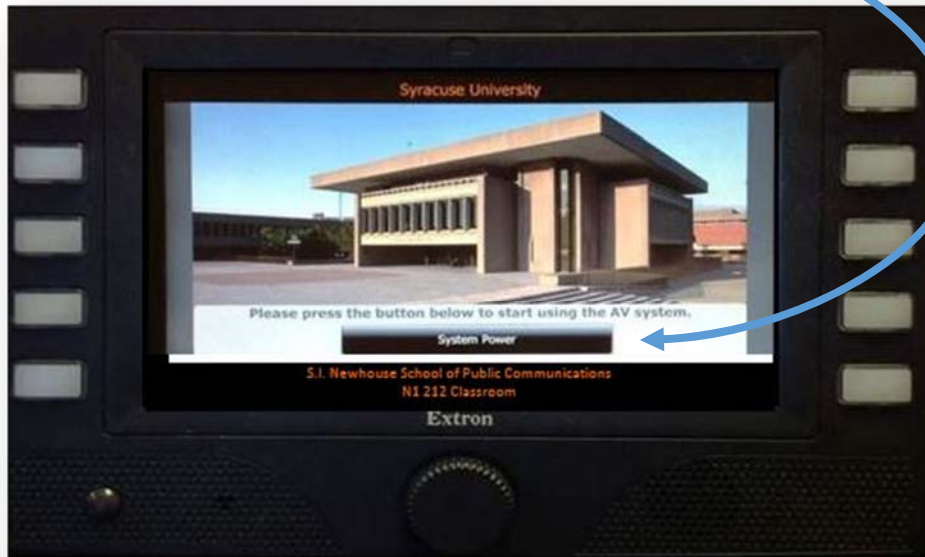 Syracuse University
Please press the button below to start using the AV system.
System Power
S.I. Newhouse School of Public Communications
N1 212 Classroom
Extron